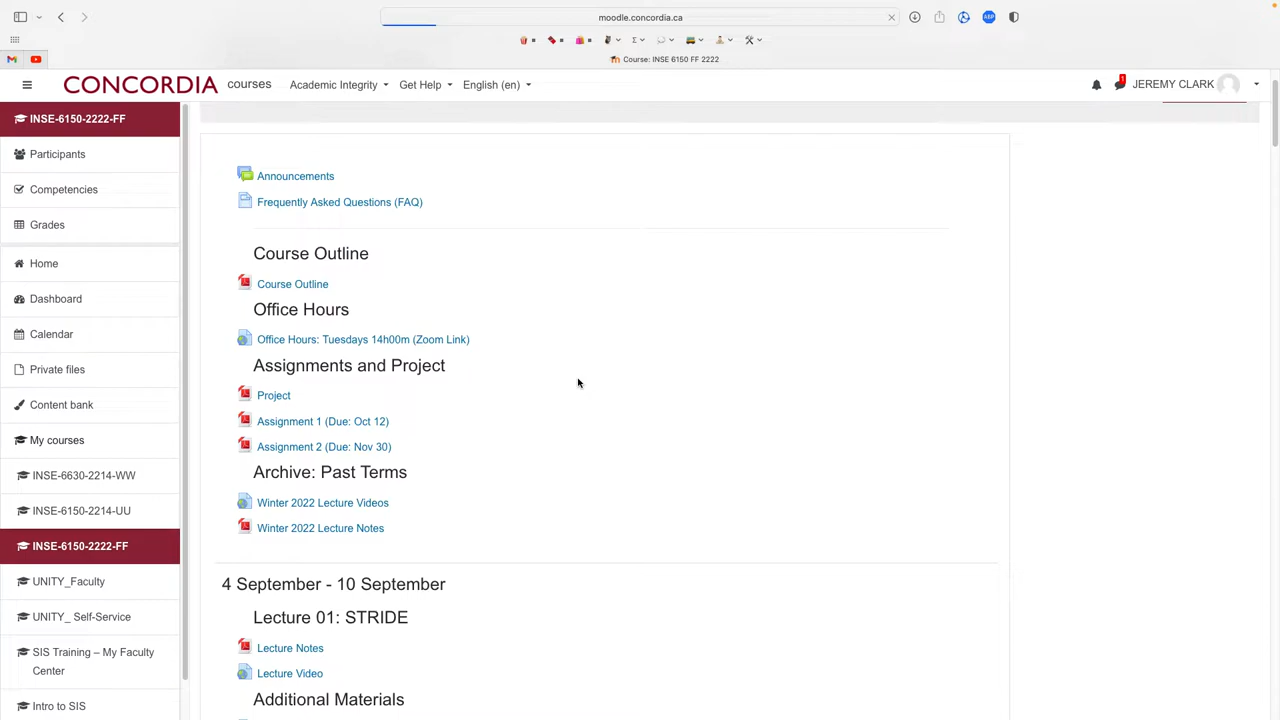 moodle.concordia.ca
ABP
Course: INSE 6150 FF 2222
CONCORDIA courses Academic Integrity Get Help English (en) 1 JEREMY CLARK
INSE-6150-2222-FF
Participants
Competencies
Grades
Home
Dashboard
Calendar
Private files
Content bank
My courses
INSE-6630-2214-WW
INSE-6150-2214-UU
INSE-6150-2222-FF
UNITY_Faculty
UNITY_ Self-Service
SIS Training – My Faculty
Center
Intro to SIS
Announcements
Frequently Asked Questions (FAQ)
Course Outline
Course Outline
Office Hours
Office Hours: Tuesdays 14h00m (Zoom Link)
Assignments and Project
Project
Assignment 1 (Due: Oct 12)
Assignment 2 (Due: Nov 30)
Archive: Past Terms
Winter 2022 Lecture Videos
Winter 2022 Lecture Notes
4 September - 10 September
Lecture 01: STRIDE
Lecture Notes
Lecture Video
Additional Materials